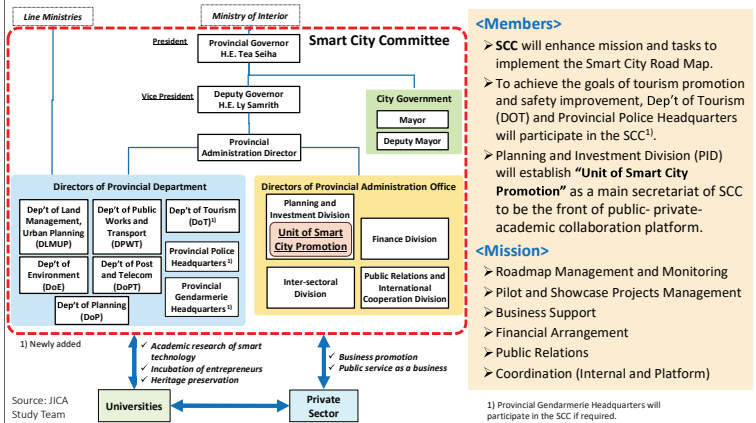 Line Ministries
Ministry of Interior
Smart City Committee
President
Provincial Governor
H.E. Tea Seiha
Vice President
Deputy Governor
H.E. Ly Samrith
City Government
Mayor
Deputy Mayor
Provincial
Administration Director
Directors of Provincial Department
Dep't of Land
Management,
Urban Planning
(DLMUP)
Dep't of Public
Works and
Transport
(DPWT)
Dep't of Tourism
(DoT)1)
Provincial Police
Headquarters 1)
Dep't of
Environment
(DoE)
Dep't of Post
and Telecom
(DoPT)
Provincial
Gendarmerie
Headquarters 1)
Dep't of Planning
(DoP)
Directors of Provincial Administration Office
Planning and
Investment Division
Unit of Smart
City Promotion
Finance Division
Inter-sectoral
Division
Public Relations and
International
Cooperation Division
1) Newly added
✓ Academic research of smart
technology
✓ Incubation of entrepreneurs
✓ Heritage preservation
✓ Business promotion
✓ Public service as a business
Source: JICA
Study Team
Universities
Private
Sector
<Members>
➢ SCC will enhance mission and tasks to
implement the Smart City Road Map.
➢ To achieve the goals of tourism promotion
and safety improvement, Dep't of Tourism
(DOT) and Provincial Police Headquarters
will participate in the SCC1).
➢ Planning and Investment Division (PID)
will establish "Unit of Smart City
Promotion" as a main secretariat of SCC
to be the front of public- private-
academic collaboration platform.
<Mission>
➢ Roadmap Management and Monitoring
➢ Pilot and Showcase Projects Management
➢ Business Support
➢ Financial Arrangement
➢ Public Relations
➢ Coordination (Internal and Platform)
1) Provincial Gendarmerie Headquarters will
participate in the SCC if required.